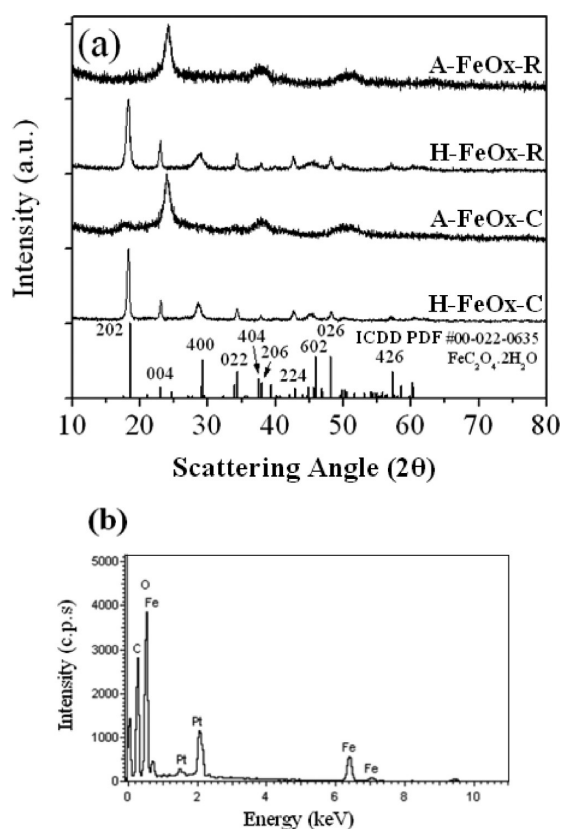 (a)
A-FeOx-R
H-FeOx-R
A-FeOx-C
H-FeOx-C
202
004
400
022
404
206
224
602
026
ICDD PDF #00-022-0635
FeC₂O₄.2H₂O
426
10 20 30 40 50 60 70 80
Scattering Angle (2θ)
Intensity (a.u.)
(b)
5000
4000
3000
2000
1000
0
O
Fe
C
Pt
Pt
Fe
Fe
0 2 4 6 8 10
Energy (keV)
Intensity (c.p.s)